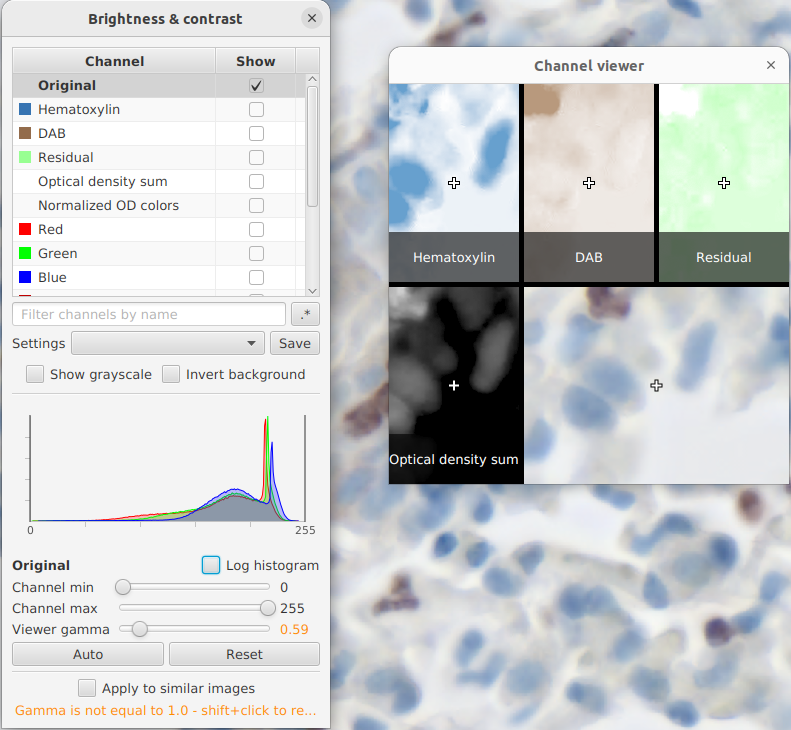 Brightness & contrast
Channel Show
Original
Hematoxylin
DAB
Residual
Optical density sum
Normalized OD colors
Red
Green
Blue
Filter channels by name .*
Settings Save
Show grayscale Invert background
0 255
Original Log histogram
Channel min 0
Channel max 255
Viewer gamma 0.59
Auto Reset
Apply to similar images
Gamma is not equal to 1.0 - shift+click to re...
Channel viewer
Hematoxylin DAB Residual
Optical density sum